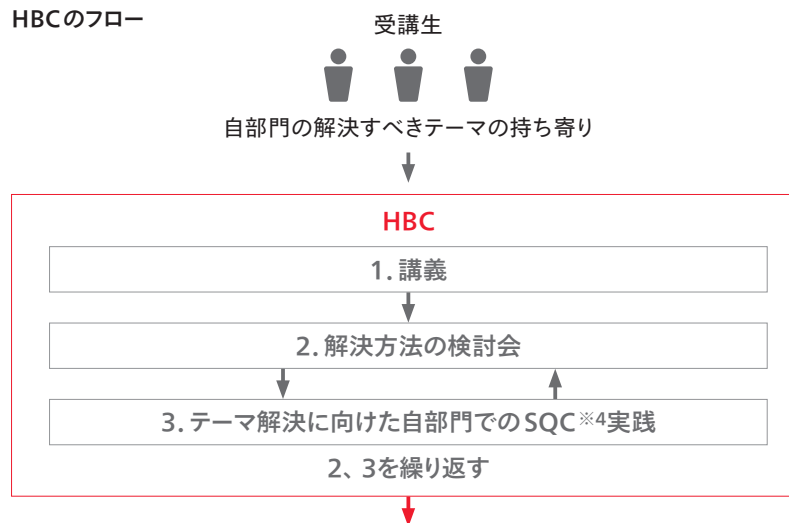 HBCのフロー
受講生
自部門の解決すべきテーマの持ち寄り
HBC
1. 講義
2. 解決方法の検討会
3. テーマ解決に向けた自部門でのSQC※4実践
2、3を繰り返す